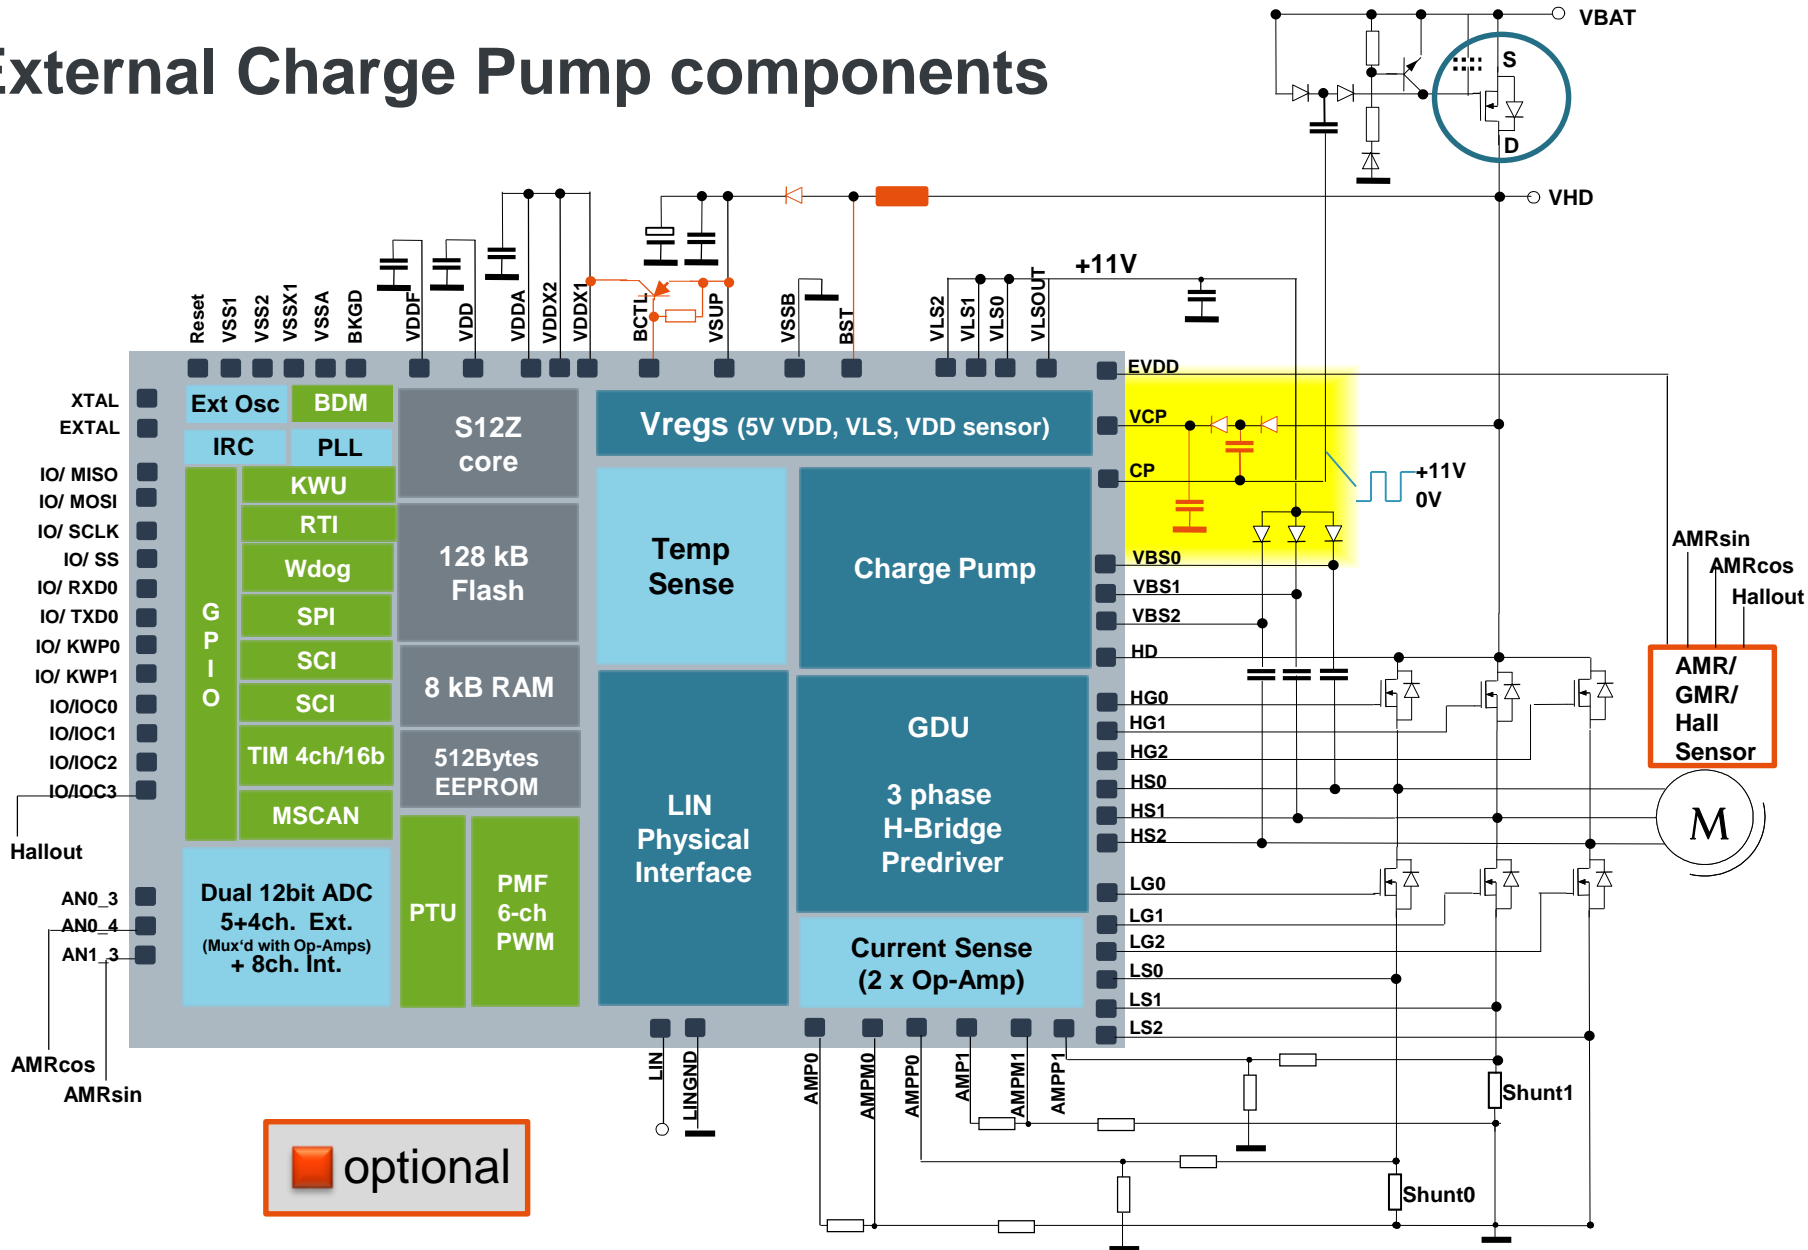 External Charge Pump components
VBAT
S
D
VHD
+11V
Reset
VSS1
VSS2
VSSX1
VSSA
BKGD
VDDF
VDD
VDDA
VDDX2
VDDX1
BCTL
VSUP
VSSB
BST
VLS2
VLS1
VLS0
VLSOUT
XTAL
EXTAL
IO/ MISO
IO/ MOSI
IO/ SCLK
IO/ SS
IO/ RXD0
IO/ TXD0
IO/ KWP0
IO/ KWP1
IO/IOC0
IO/IOC1
IO/IOC2
IO/IOC3
Hallout
AN0_3
AN0_4
AN1_3
AMRcos
AMRsin
Ext Osc
BDM
IRC
PLL
GPIO
KWU
RTI
Wdog
SPI
SCI
SCI
TIM 4ch/16b
MSCAN
Dual 12bit ADC
5+4ch. Ext.
(Mux'd with Op-Amps)
+ 8ch. Int.
S12Z
core
128 kB
Flash
8 kB RAM
512Bytes
EEPROM
PTU
PMF
6-ch
PWM
Vregs (5V VDD, VLS, VDD sensor)
Temp
Sense
Charge Pump
LIN
Physical
Interface
GDU
3 phase
H-Bridge
Predriver
Current Sense
(2 x Op-Amp)
EVDD
VCP
CP
+11V
0V
VBS0
VBS1
VBS2
HD
HG0
HG1
HG2
HS0
HS1
HS2
LG0
LG1
LG2
LS0
LS1
LS2
AMRsin
AMRcos
Hallout
AMR/
GMR/
Hall
Sensor
M
LIN
LINGND
AMP0
AMPM0
AMPP0
AMP1
AMPM1
AMPP1
Shunt1
Shunt0
optional